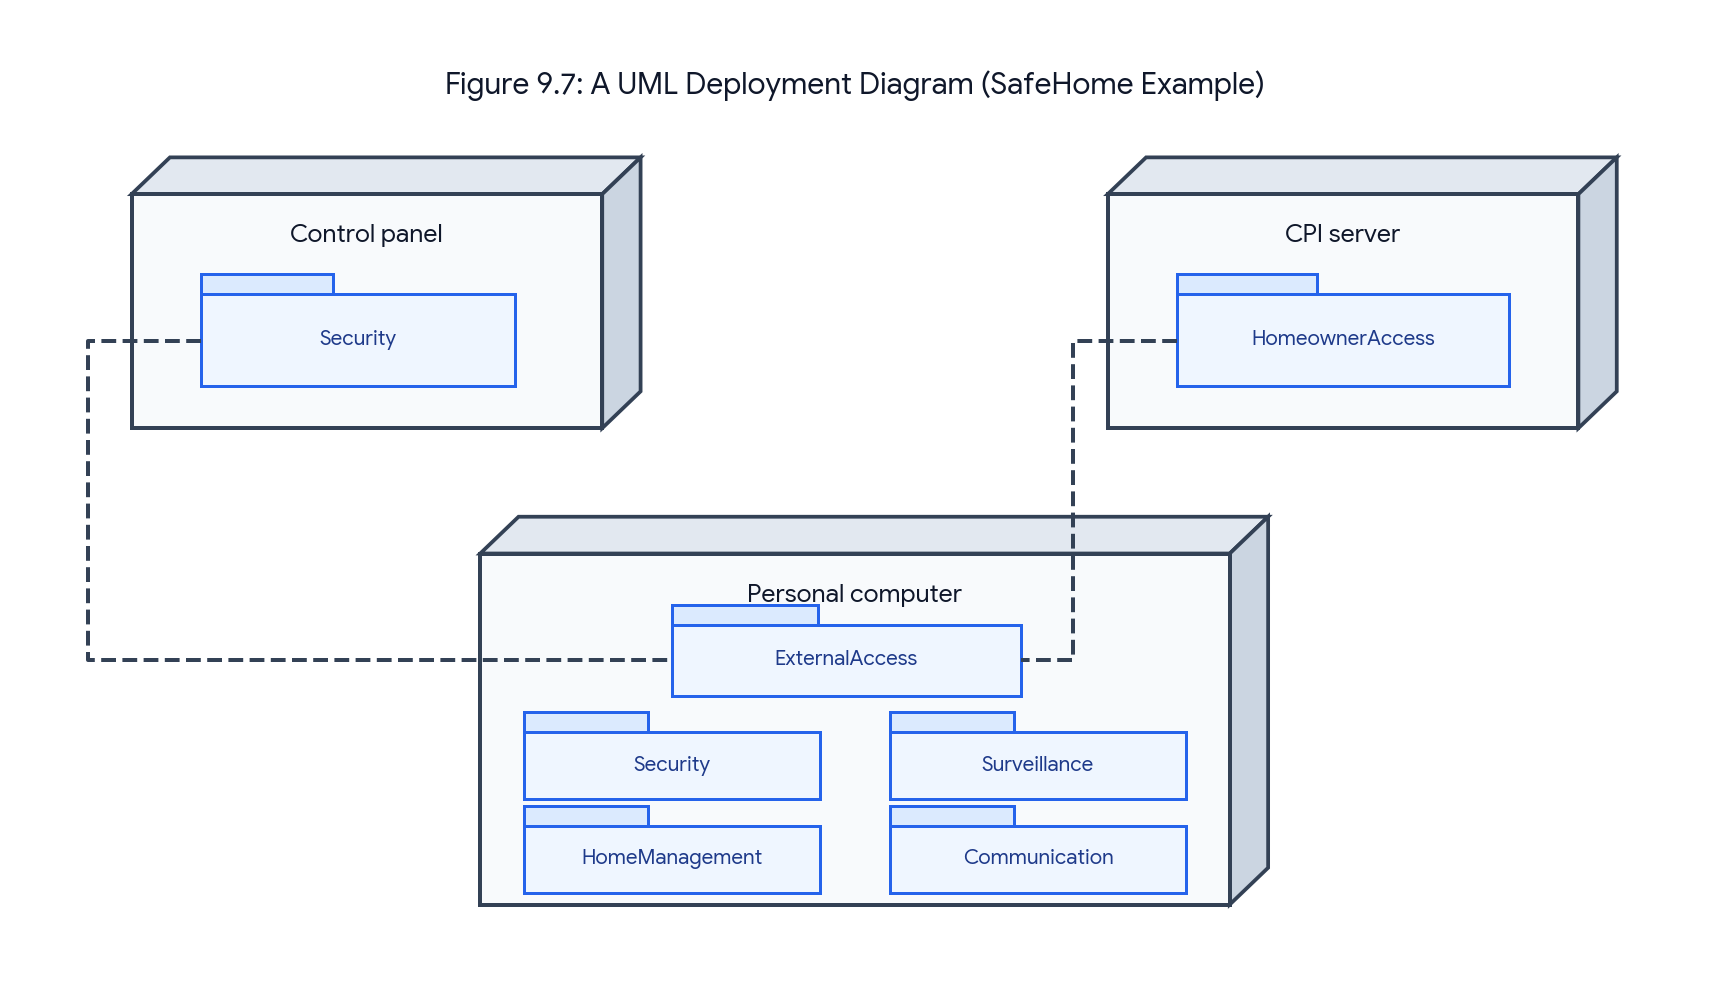 Figure 9.7: A UML Deployment Diagram (SafeHome Example)
Control panel
Security
CPI server
HomeownerAccess
Personal computer
ExternalAccess
Security
Surveillance
HomeManagement
Communication